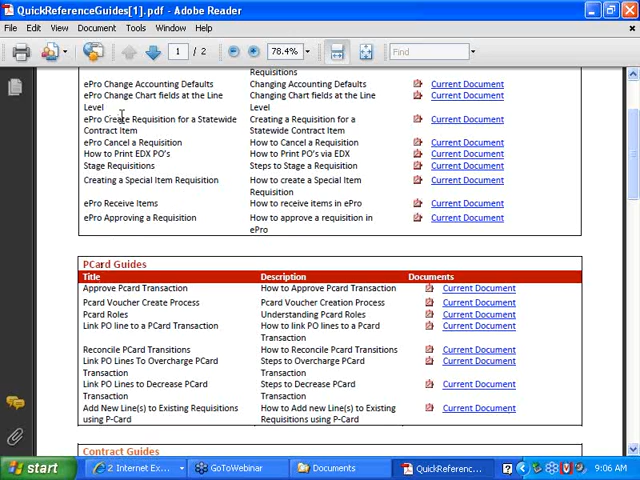 QuickReferenceGuides[1].pdf - Adobe Reader
File Edit View Document Tools Window Help
1 / 2 78.4% Find
Requisitions
ePro Change Accounting Defaults Changing Accounting Defaults Current Document
ePro Change Chart fields at the Line Changing Chart fields at the Line Current Document
Level Level
ePro Create Requisition for a Statewide Creating a Requisition for a Current Document
Contract Item Statewide Contract Item
ePro Cancel a Requisition How to Cancel a Requisition Current Document
How to Print EDX PO's How to Print PO's via EDX Current Document
Stage Requisitions Steps to Stage a Requisition Current Document
Creating a Special Item Requisition How to create a Special Item Current Document
Requisition
ePro Receive Items How to receive items in ePro Current Document
ePro Approving a Requisition How to approve a requisition in Current Document
ePro
PCard Guides
Title Description Documents
Approve Pcard Transaction How to Approve PCard Transaction Current Document
Pcard Voucher Create Process Pcard Voucher Creation Process Current Document
Pcard Roles Understanding Pcard Roles Current Document
Link PO line to a PCard Transaction How to link PO lines to a Pcard Current Document
Transaction
Reconcile PCard Transitions How to Reconcile PCard Transitions Current Document
Link PO Lines To Overcharge PCard Steps to Overcharge PCard Current Document
Transaction Transaction
Link PO Lines to Decrease PCard Steps to Decrease PCard Current Document
Transaction Transaction
Add New Line(s) to Existing Requisitions How to Add new Line(s) to Existing Current Document
using P-Card Requisitions using P-Card
Contract Guides
start 2 Internet Ex... GoToWebinar Documents QuickReferenc... 9:06 AM